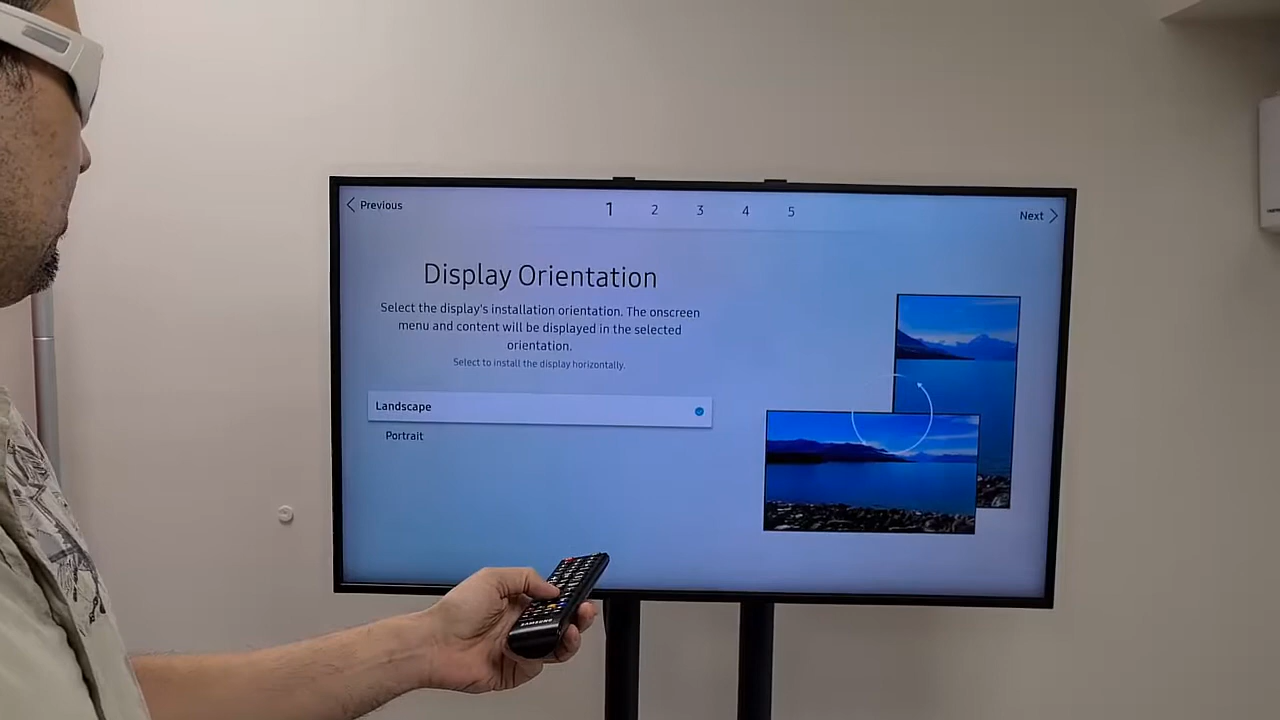 Previous
1 2 3 4 5
Next
Display Orientation
Select the display's installation orientation. The onscreen
menu and content will be displayed in the selected
orientation.
Select to install the display horizontally.
Landscape
Portrait
SAMSUNG